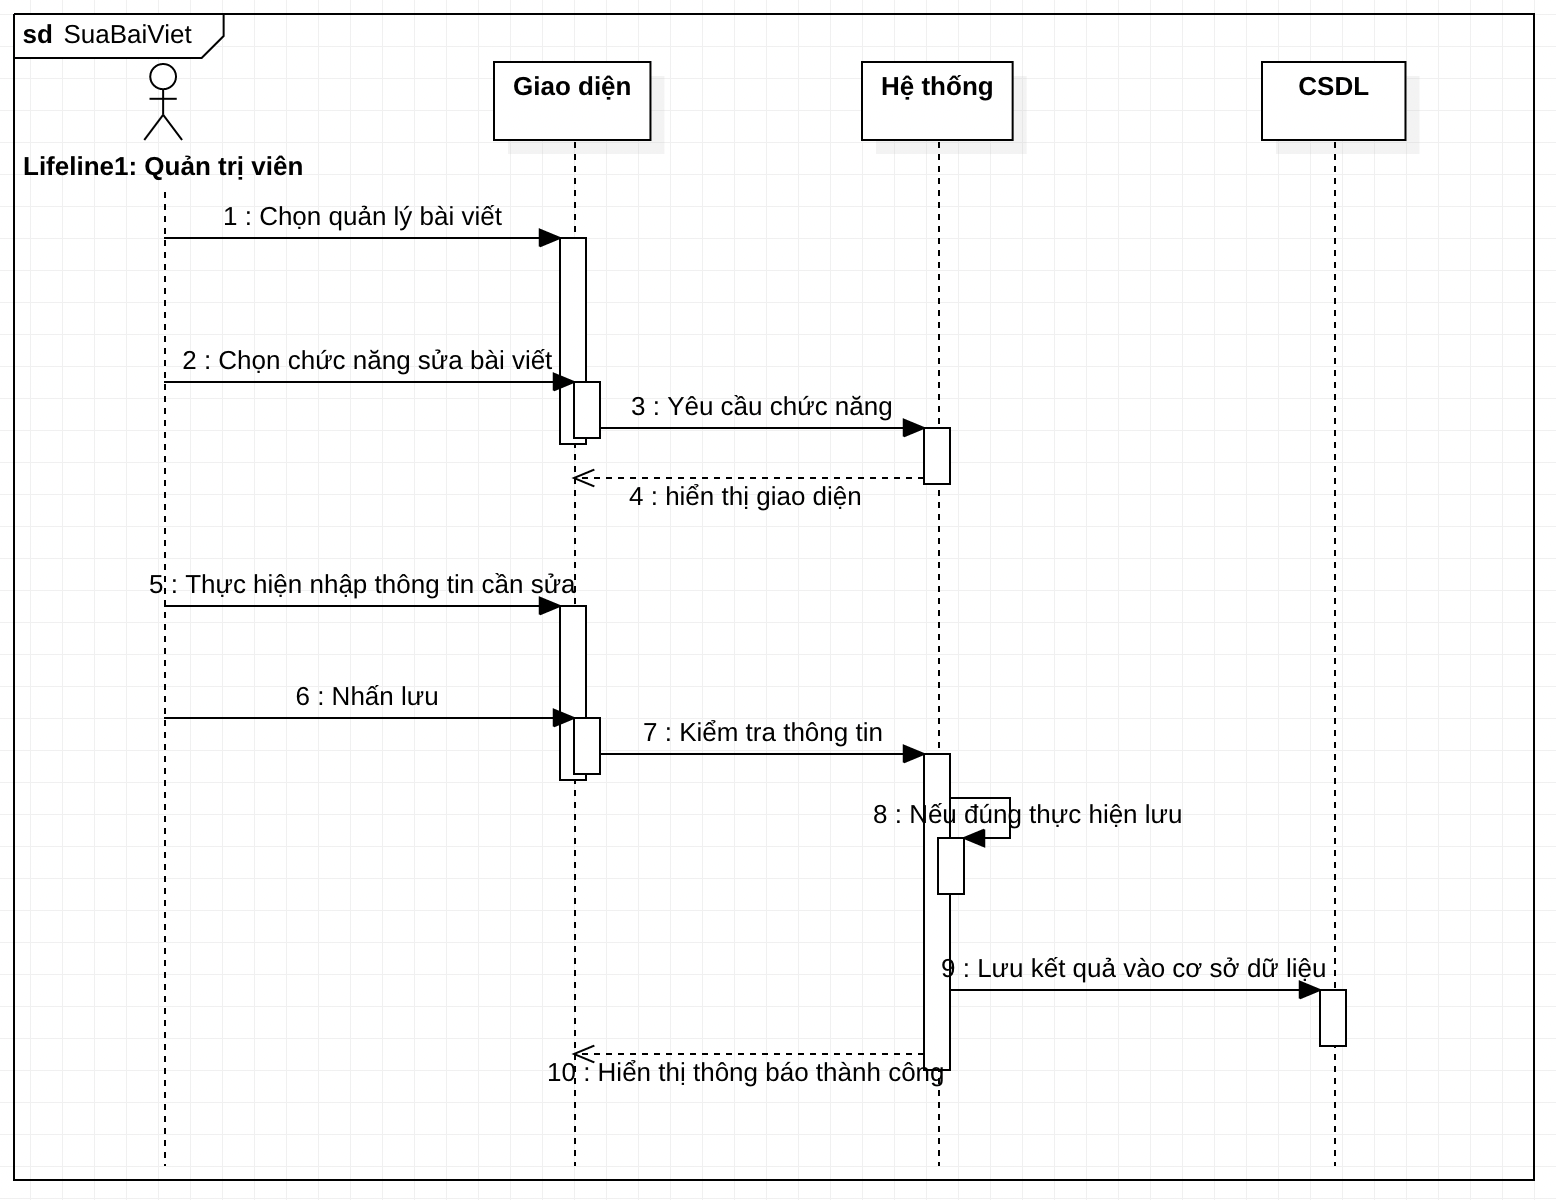 sd SuaBaiViet
Giao diện
Hệ thống
CSDL
Lifeline1: Quản trị viên
1 : Chọn quản lý bài viết
2 : Chọn chức năng sửa bài viết
3 : Yêu cầu chức năng
4 : hiển thị giao diện
5 : Thực hiện nhập thông tin cần sửa
6 : Nhấn lưu
7 : Kiểm tra thông tin
8 : Nếu đúng thực hiện lưu
9 : Lưu kết quả vào cơ sở dữ liệu
10 : Hiển thị thông báo thành công